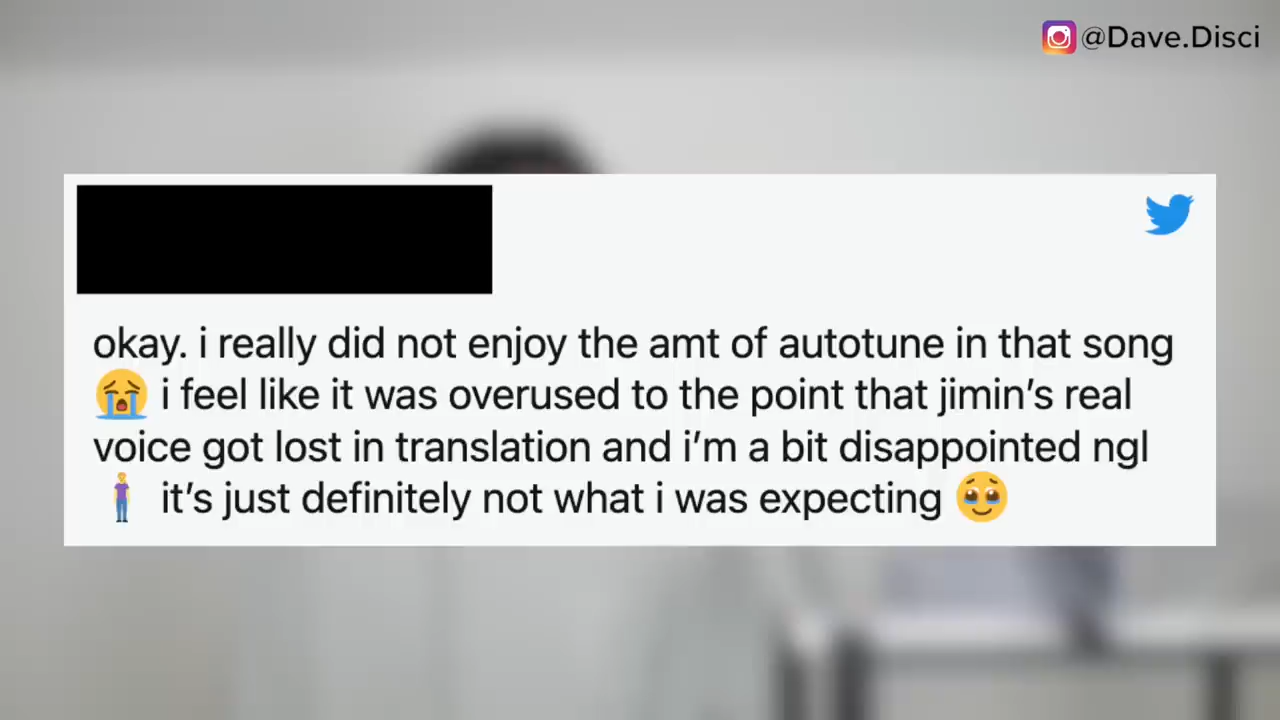 @Dave.Disci
okay. i really did not enjoy the amt of autotune in that song
😭 i feel like it was overused to the point that jimin’s real
voice got lost in translation and i’m a bit disappointed ngl
🧍 it’s just definitely not what i was expecting 🥹